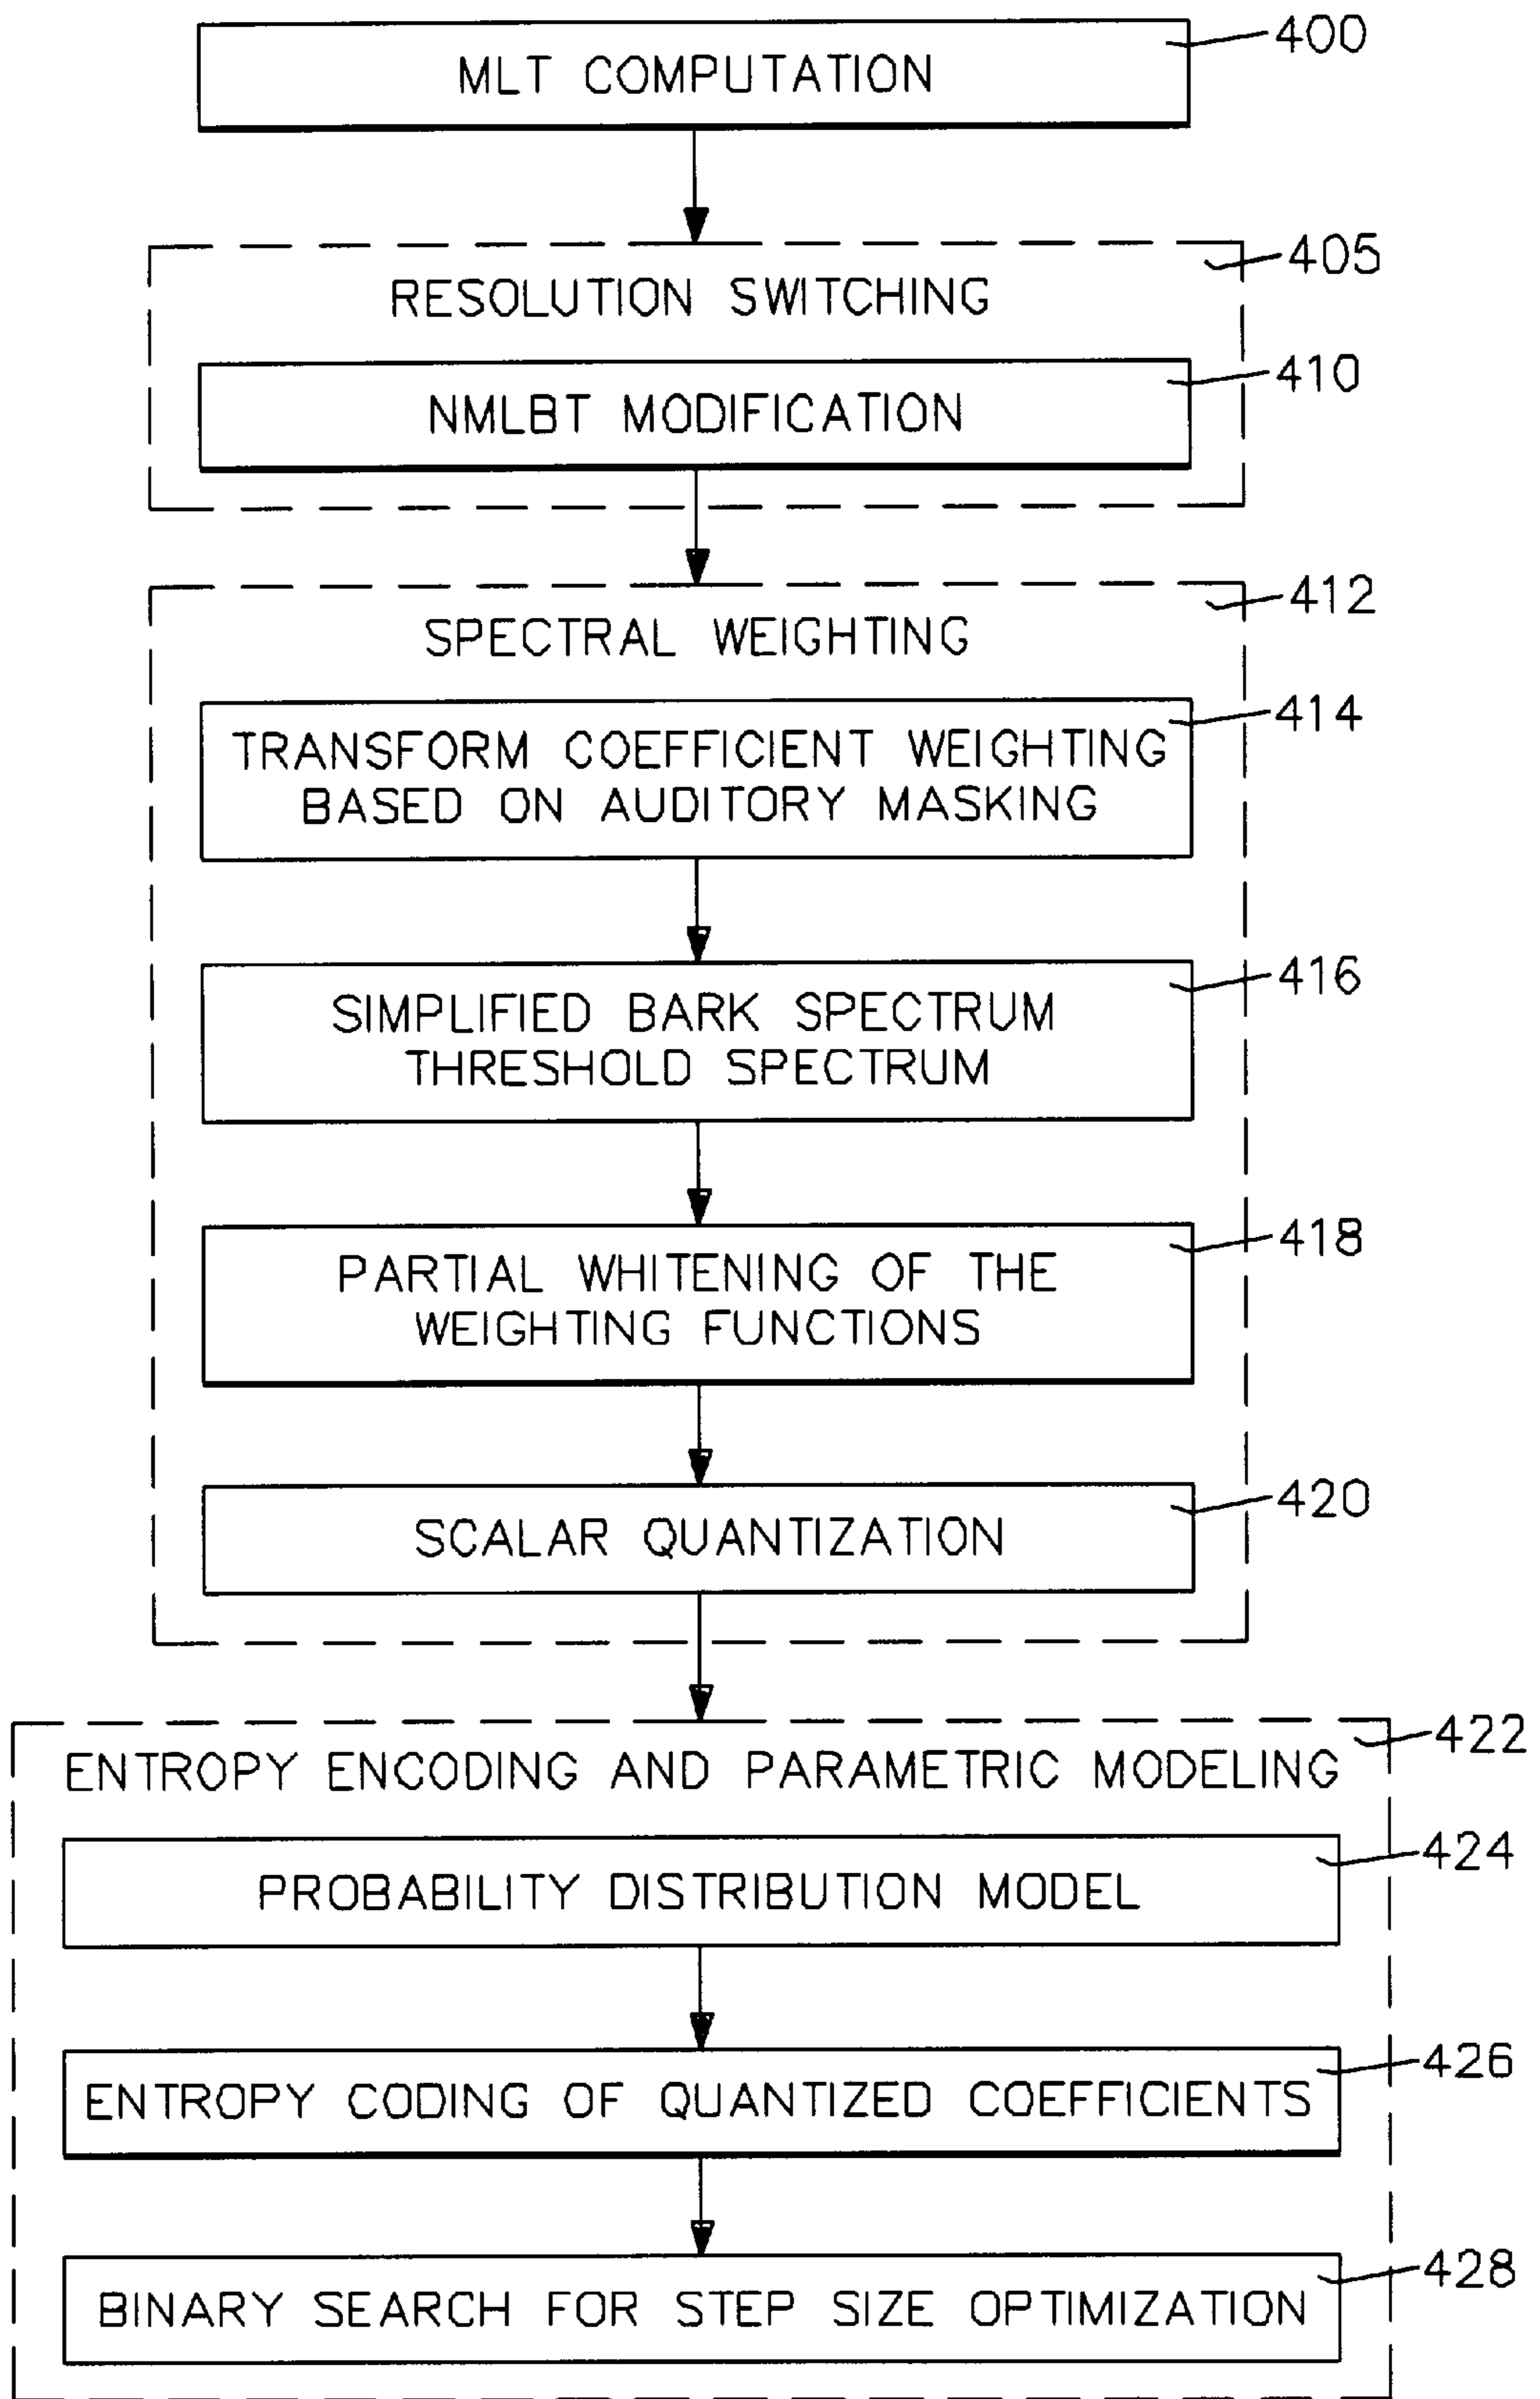 400
MLT COMPUTATION
405
RESOLUTION SWITCHING
410
NMLBT MODIFICATION
412
SPECTRAL WEIGHTING
414
TRANSFORM COEFFICIENT WEIGHTING
BASED ON AUDITORY MASKING
416
SIMPLIFIED BARK SPECTRUM
THRESHOLD SPECTRUM
418
PARTIAL WHITENING OF THE
WEIGHTING FUNCTIONS
420
SCALAR QUANTIZATION
422
ENTROPY ENCODING AND PARAMETRIC MODELING
424
PROBABILITY DISTRIBUTION MODEL
426
ENTROPY CODING OF QUANTIZED COEFFICIENTS
428
BINARY SEARCH FOR STEP SIZE OPTIMIZATION